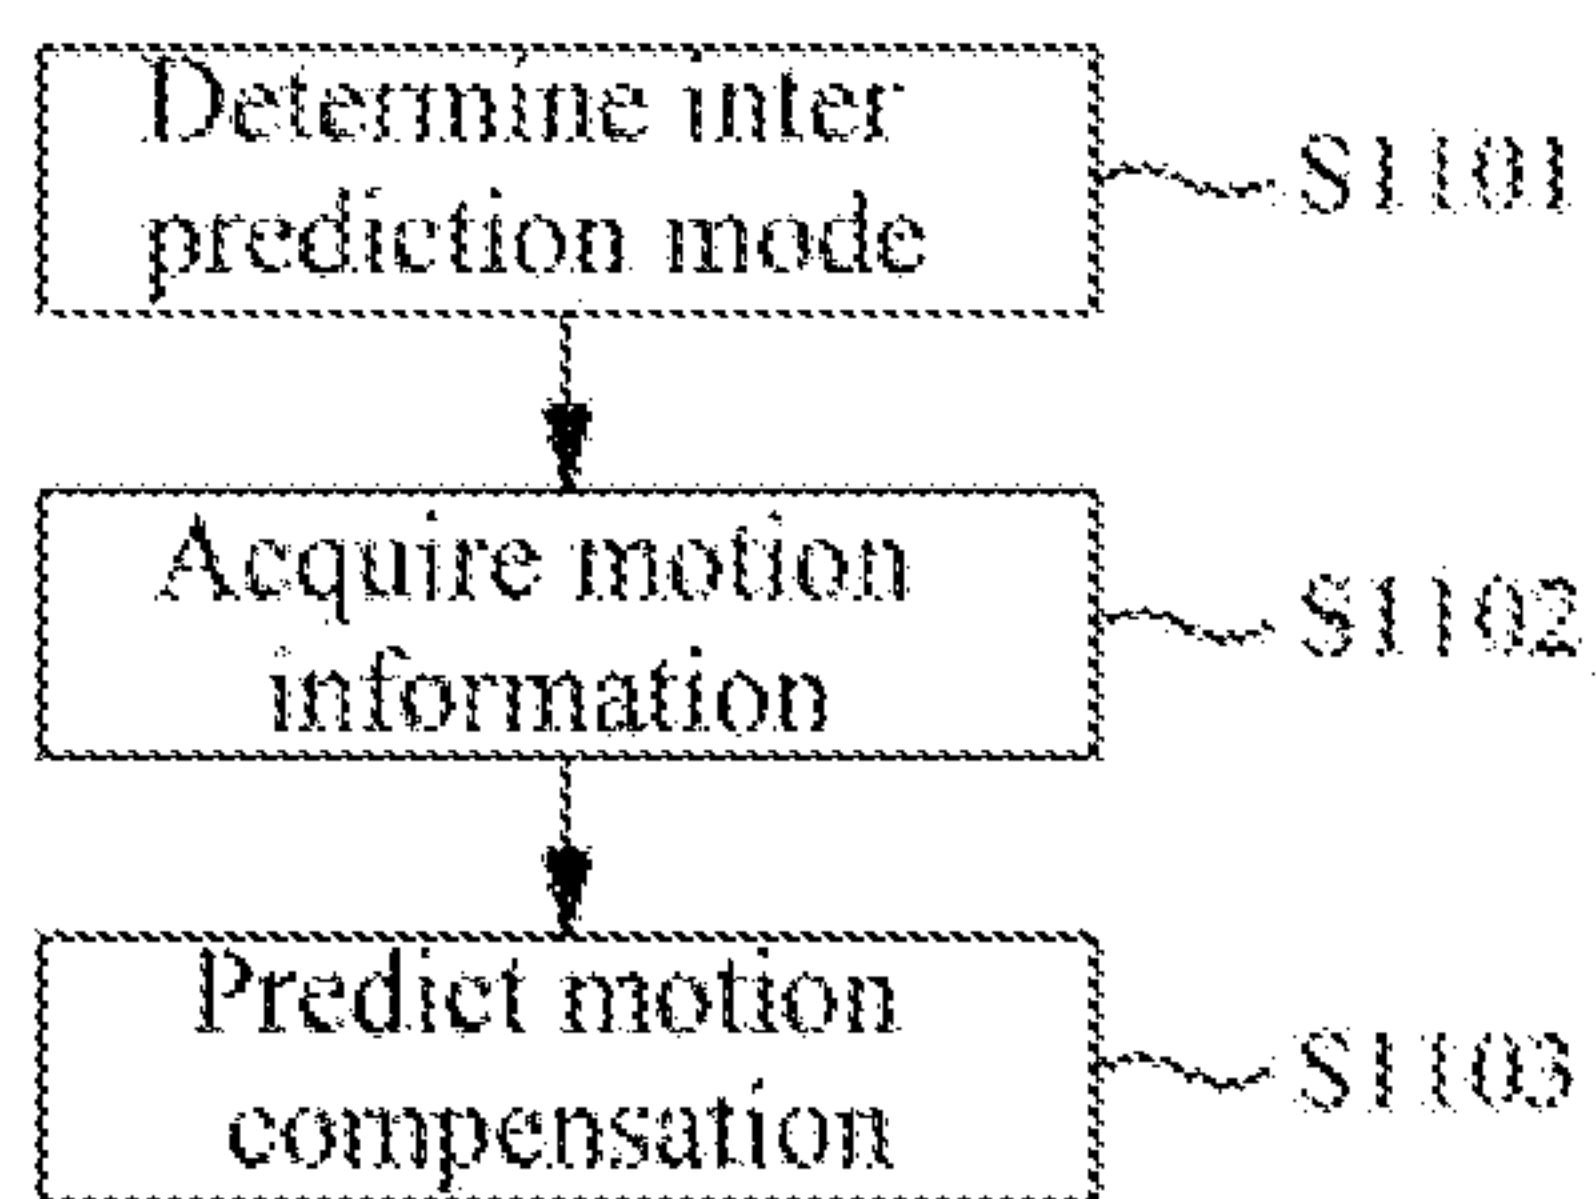 Determine inter
prediction mode
S1101
Acquire motion
information
S1102
Predict motion
compensation
S1103